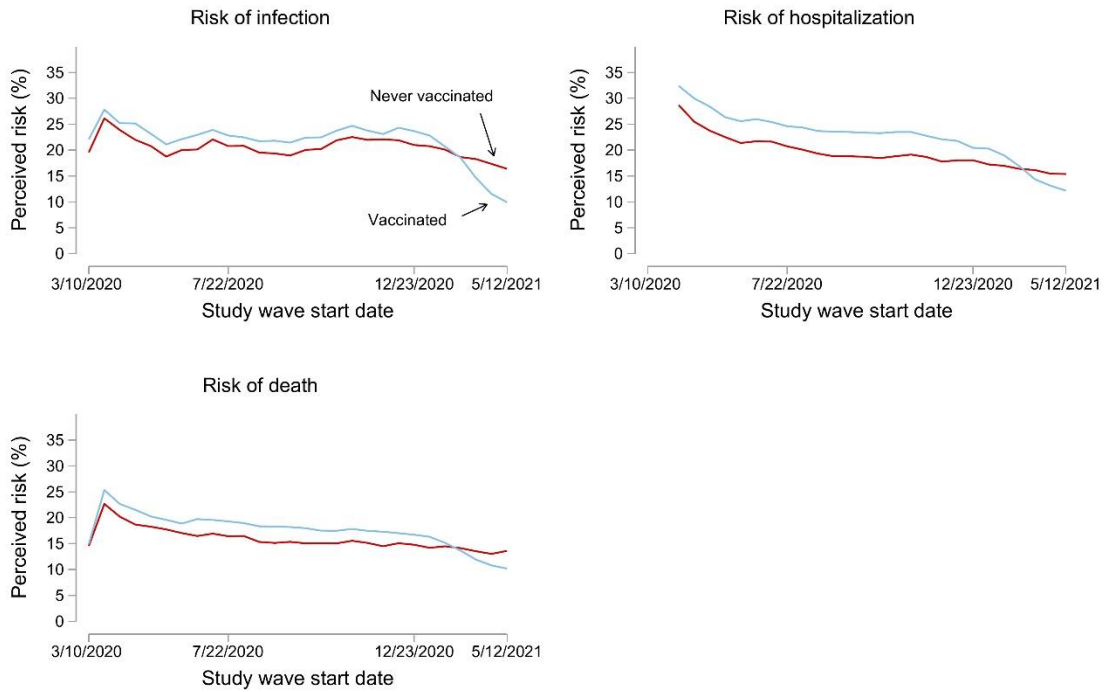 Risk of infection
Perceived risk (%)
35
30
25
20
15
10
5
0
Never vaccinated
Vaccinated
3/10/2020 7/22/2020 12/23/2020 5/12/2021
Study wave start date
Risk of hospitalization
Perceived risk (%)
35
30
25
20
15
10
5
0
3/10/2020 7/22/2020 12/23/2020 5/12/2021
Study wave start date
Risk of death
Perceived risk (%)
35
30
25
20
15
10
5
0
3/10/2020 7/22/2020 12/23/2020 5/12/2021
Study wave start date